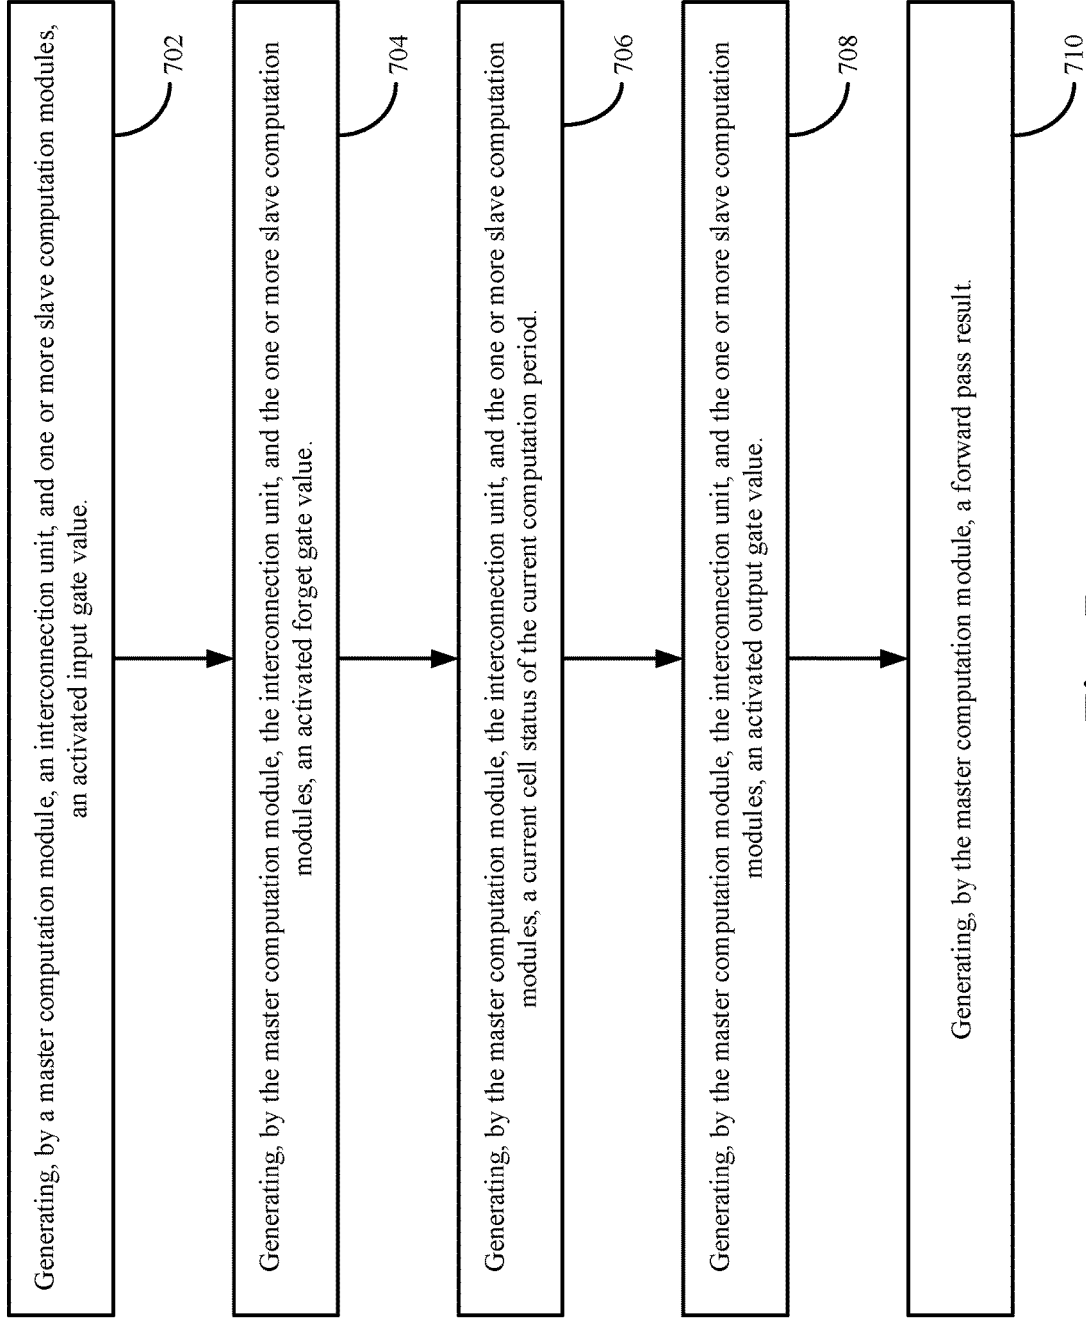 Generating, by a master computation module, an interconnection unit, and one or more slave computation modules,
an activated input gate value.
702
Generating, by the master computation module, the interconnection unit, and the one or more slave computation
modules, an activated forget gate value.
704
Generating, by the master computation module, the interconnection unit, and the one or more slave computation
modules, a current cell status of the current computation period.
706
Generating, by the master computation module, the interconnection unit, and the one or more slave computation
modules, an activated output gate value.
708
Generating, by the master computation module, a forward pass result.
710